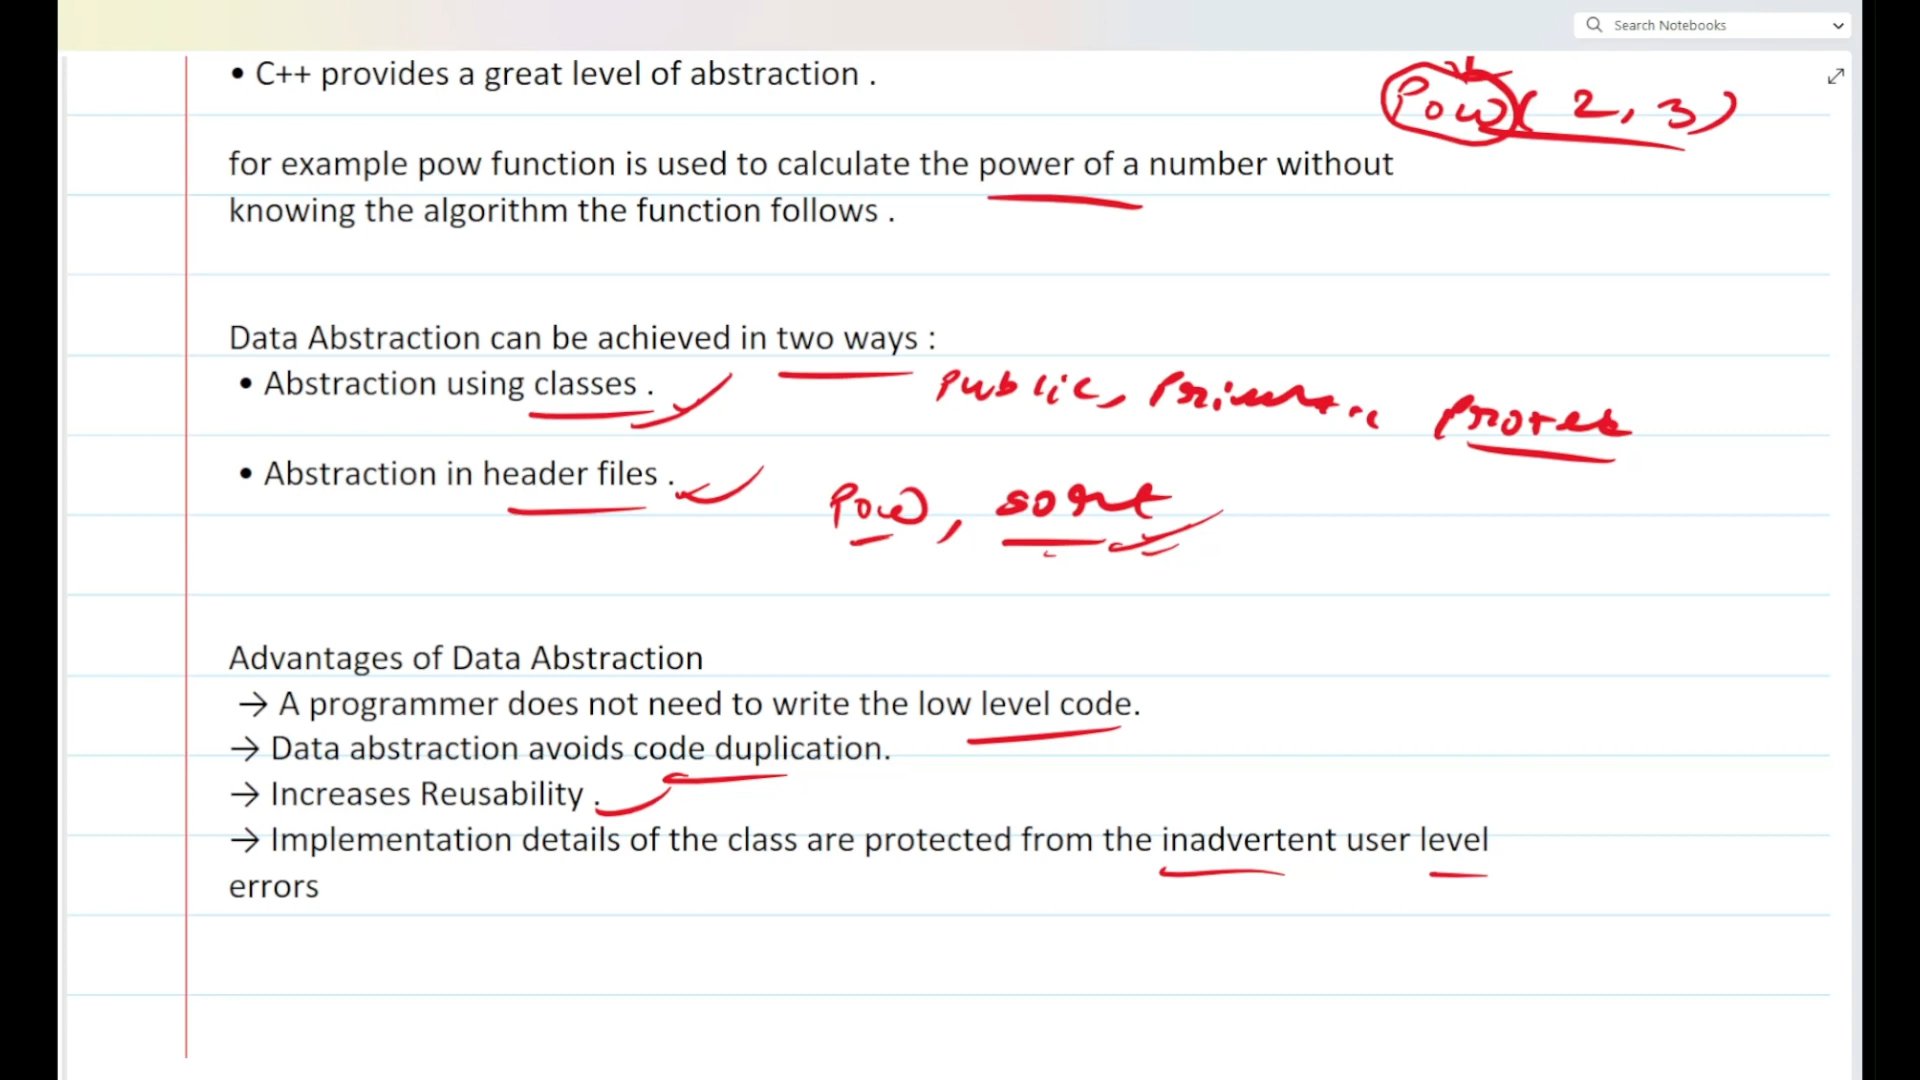 Search Notebooks
• C++ provides a great level of abstraction .
Pow( 2, 3)
for example pow function is used to calculate the power of a number without
knowing the algorithm the function follows .
Data Abstraction can be achieved in two ways :
• Abstraction using classes .
Public,
• Abstraction in header files .
Pow, sort
Advantages of Data Abstraction
→ A programmer does not need to write the low level code.
→ Data abstraction avoids code duplication.
→ Increases Reusability .
→ Implementation details of the class are protected from the inadvertent user level
errors